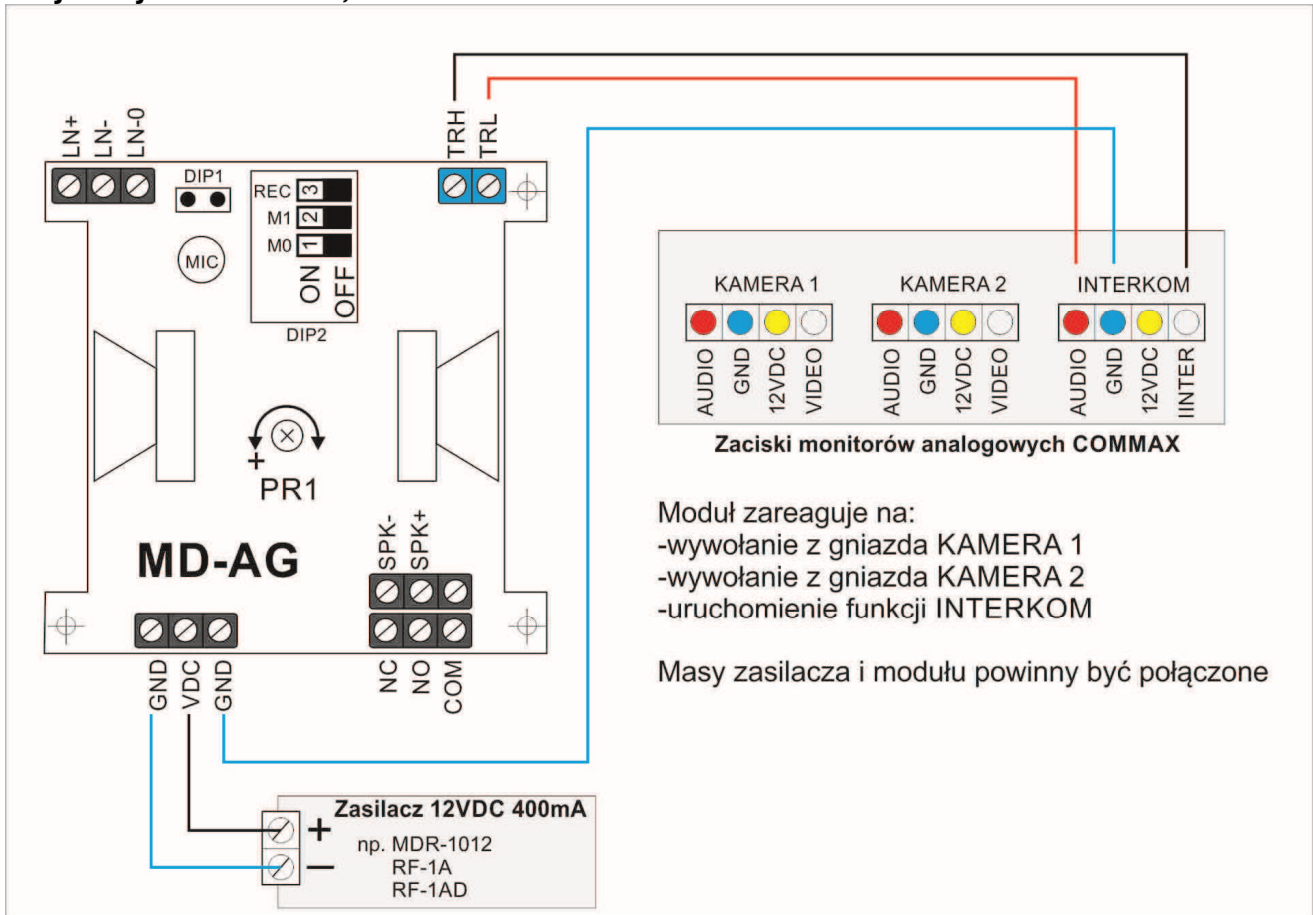 LN+
LN-
LN-0
DIP1
MIC
REC 3
M1 2
M0 1
ON
OFF
DIP2
TRH
TRL
+
PR1
MD-AG
SPK-
SPK+
NC
NO
COM
GND
VDC
GND
Zasilacz 12VDC 400mA
+
np. MDR-1012
–
RF-1A
RF-1AD
KAMERA 1
AUDIO
GND
12VDC
VIDEO
KAMERA 2
AUDIO
GND
12VDC
VIDEO
INTERKOM
AUDIO
GND
12VDC
IINTER
Zaciski monitorów analogowych COMMAX
Moduł zareaguje na:
-wywołanie z gniazda KAMERA 1
-wywołanie z gniazda KAMERA 2
-uruchomienie funkcji INTERKOM
Masy zasilacza i modułu powinny być połączone